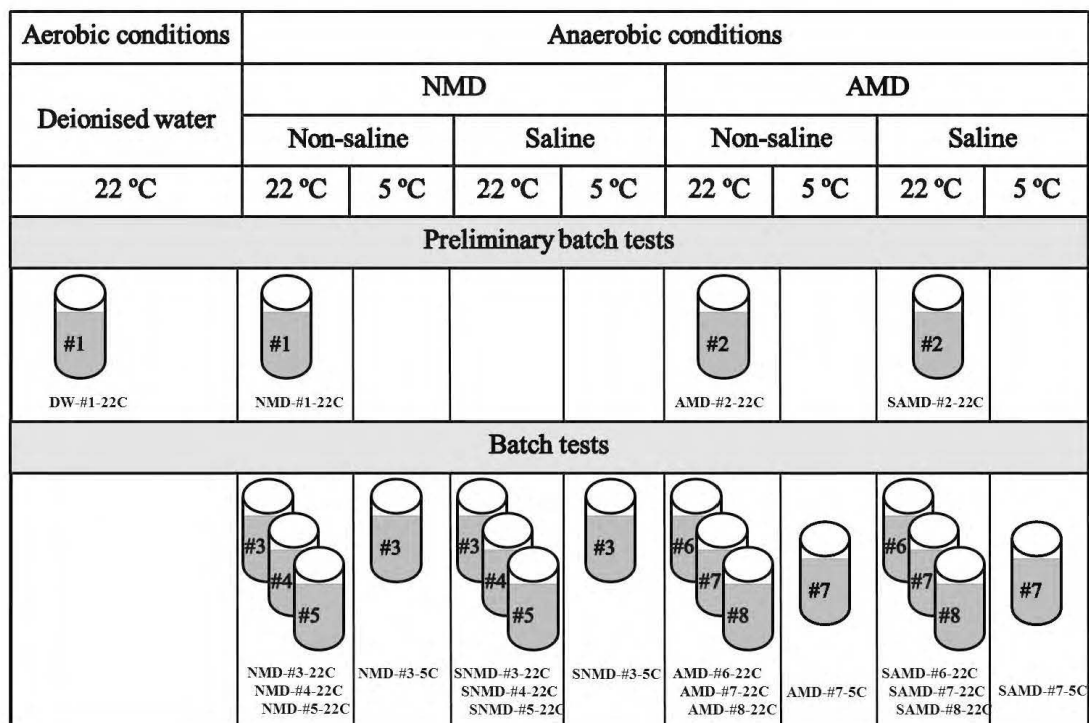 Aerobic conditions
Anaerobic conditions
Deionised water
NMD
AMD
Non-saline
Saline
Non-saline
Saline
22 ºC
22 ºC
5 ºC
22 ºC
5 ºC
22 ºC
5 ºC
22 ºC
5 ºC
Preliminary batch tests
#1
#1
#2
#2
DW-#1-22C
NMD-#1-22C
AMD-#2-22C
SAMD-#2-22C
Batch tests
#3
#4
#5
#3
#3
#4
#5
#3
#6
#7
#8
#7
#6
#7
#8
#7
NMD-#3-22C
NMD-#4-22C
NMD-#5-22C
NMD-#3-5C
SNMD-#3-22C
SNMD-#4-22C
SNMD-#5-22C
SNMD-#3-5C
AMD-#6-22C
AMD-#7-22C
AMD-#8-22C
AMD-#7-5C
SAMD-#6-22C
SAMD-#7-22C
SAMD-#8-22C
SAMD-#7-5C